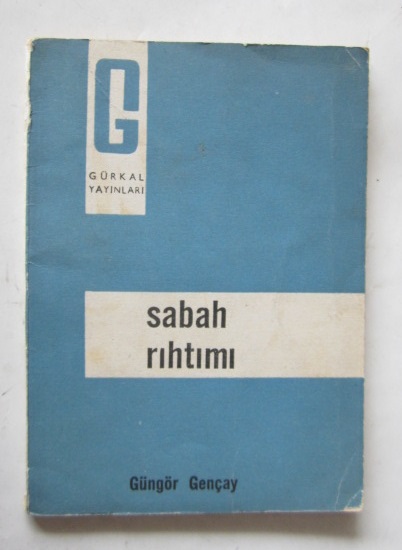 G
GÜRKAL
YAYINLARI
sabah
rıhtımı
Güngör Gençay